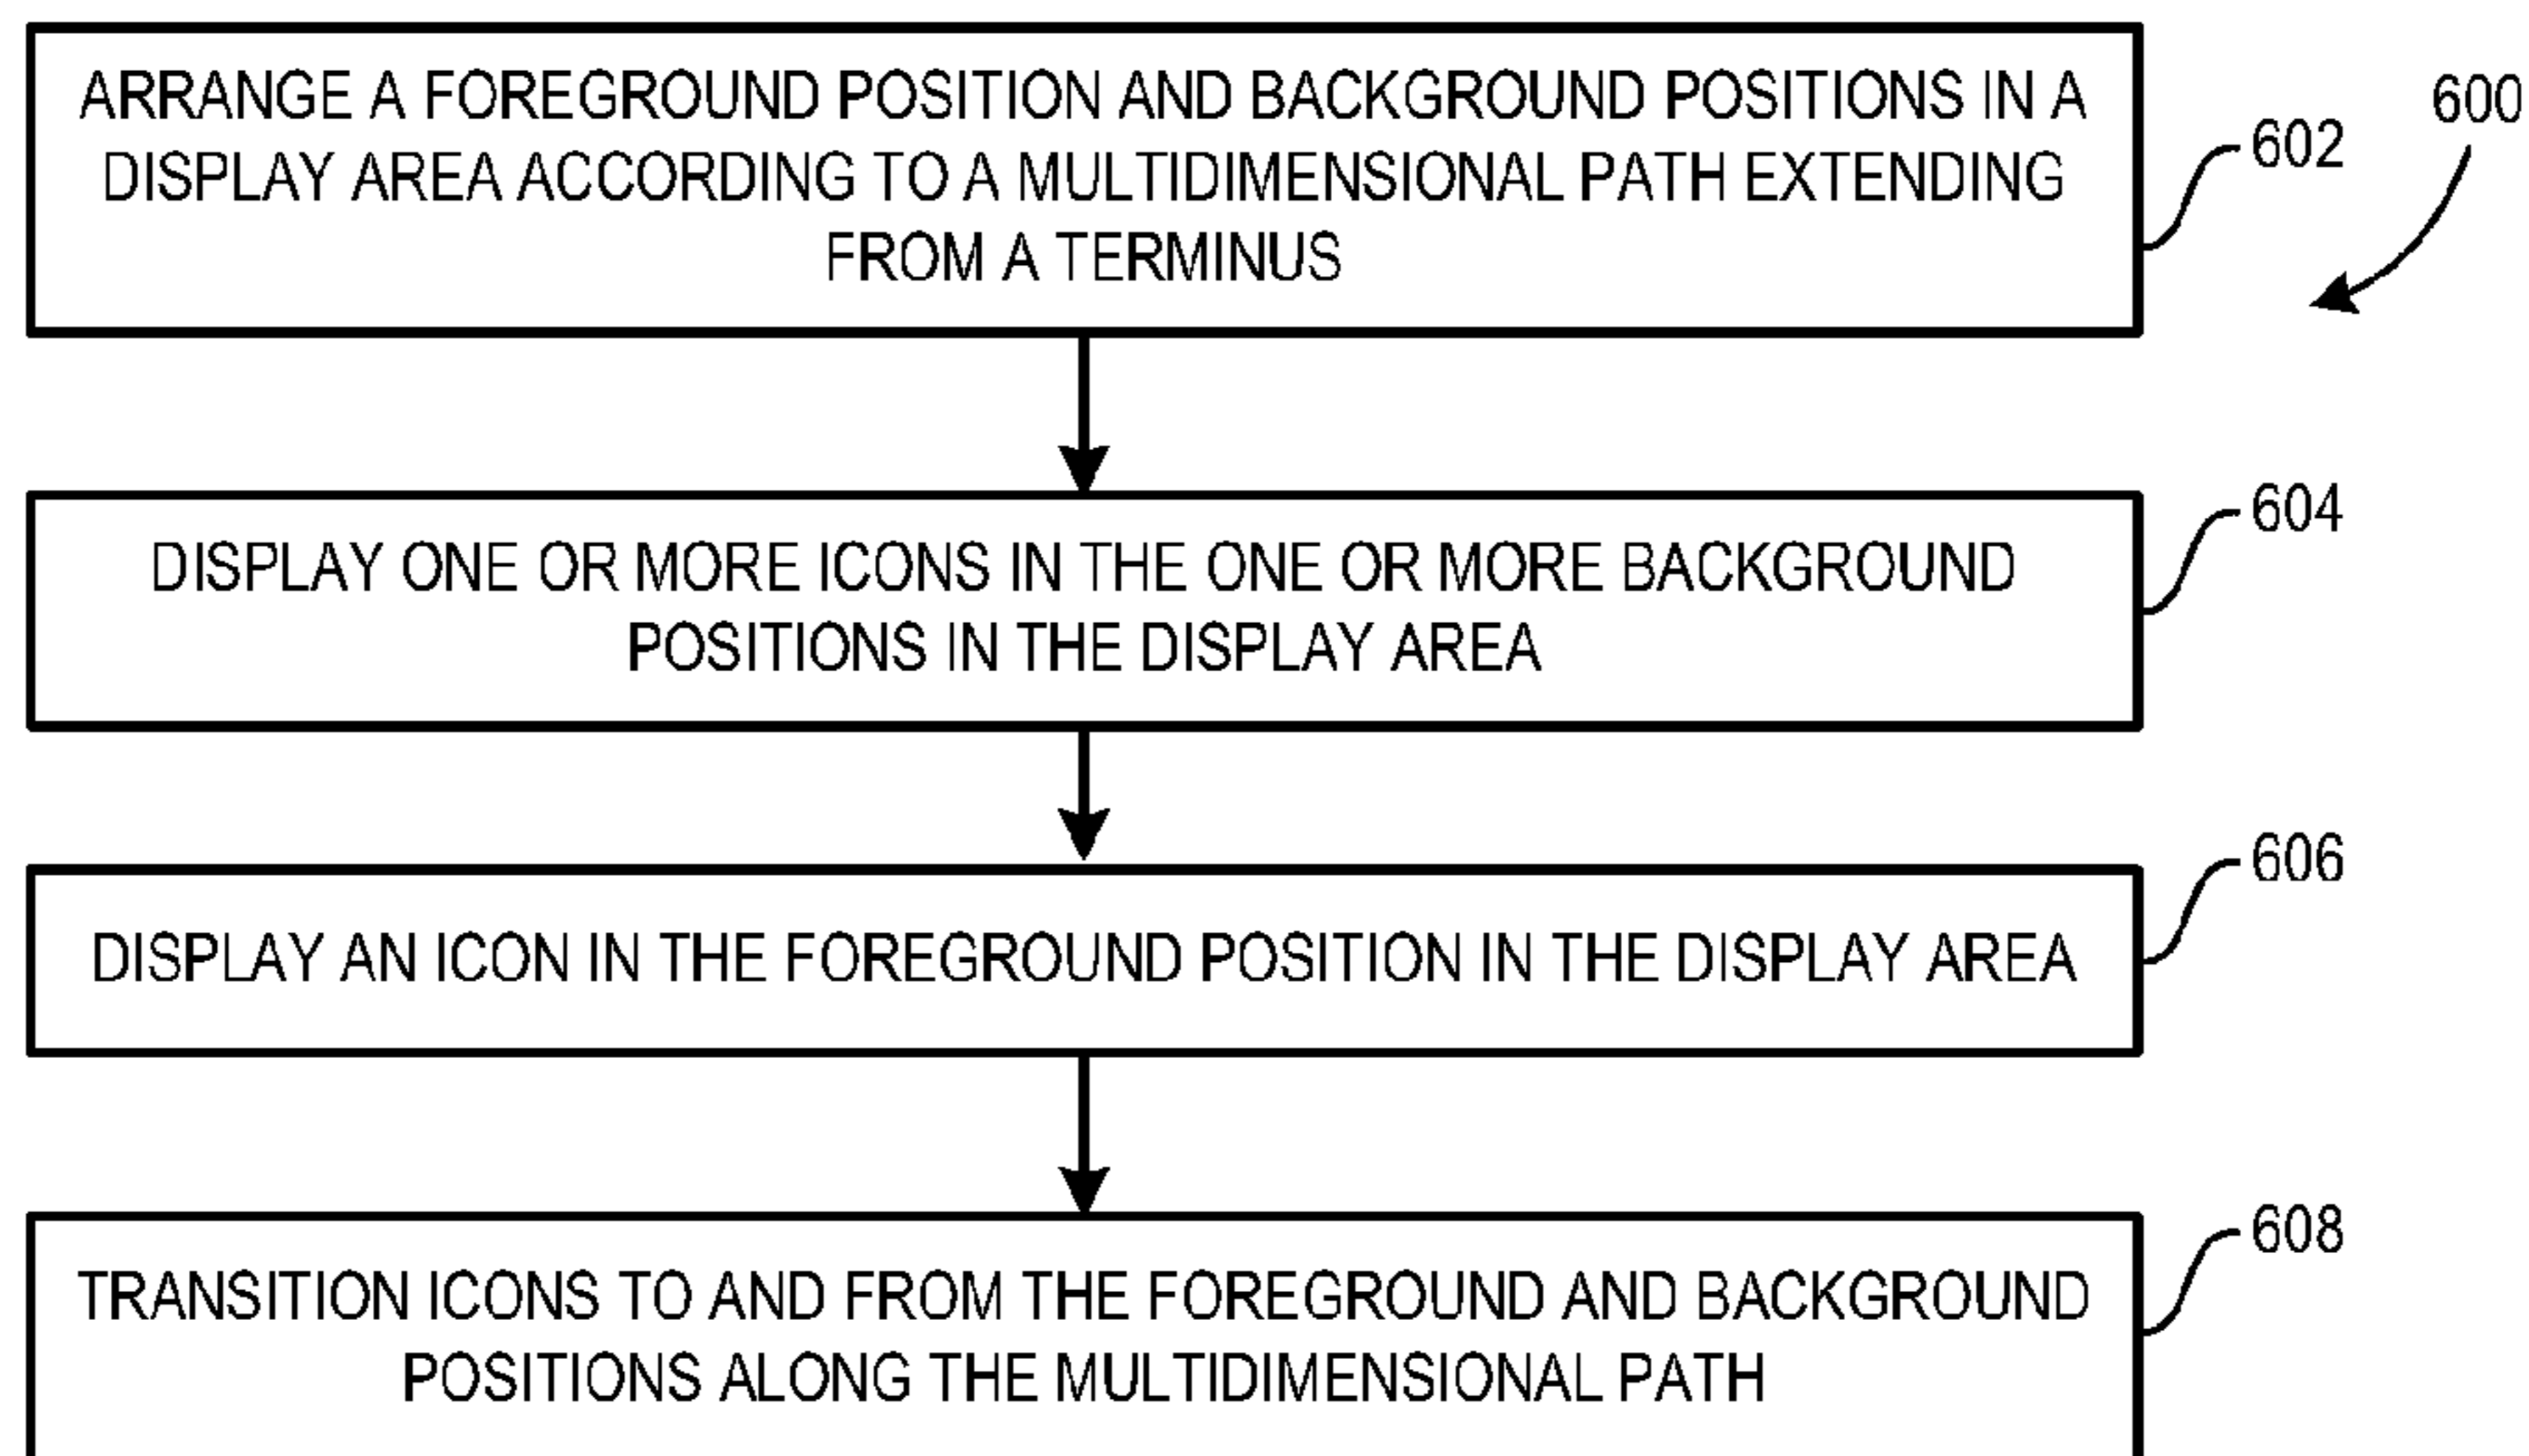 ARRANGE A FOREGROUND POSITION AND BACKGROUND POSITIONS IN A
DISPLAY AREA ACCORDING TO A MULTIDIMENSIONAL PATH EXTENDING
FROM A TERMINUS
602
600
DISPLAY ONE OR MORE ICONS IN THE ONE OR MORE BACKGROUND
POSITIONS IN THE DISPLAY AREA
604
DISPLAY AN ICON IN THE FOREGROUND POSITION IN THE DISPLAY AREA
606
TRANSITION ICONS TO AND FROM THE FOREGROUND AND BACKGROUND
POSITIONS ALONG THE MULTIDIMENSIONAL PATH
608